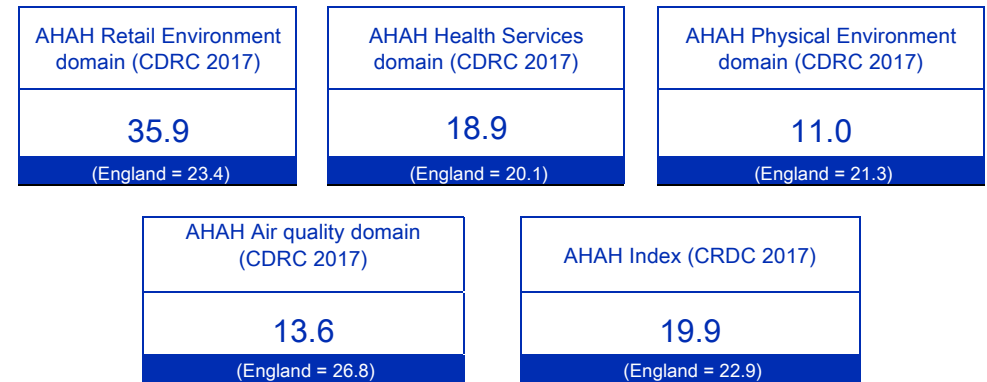 AHAH Retail Environment
domain (CDRC 2017)
35.9
(England = 23.4)
AHAH Health Services
domain (CDRC 2017)
18.9
(England = 20.1)
AHAH Physical Environment
domain (CDRC 2017)
11.0
(England = 21.3)
AHAH Air quality domain
(CDRC 2017)
13.6
(England = 26.8)
AHAH Index (CRDC 2017)
19.9
(England = 22.9)